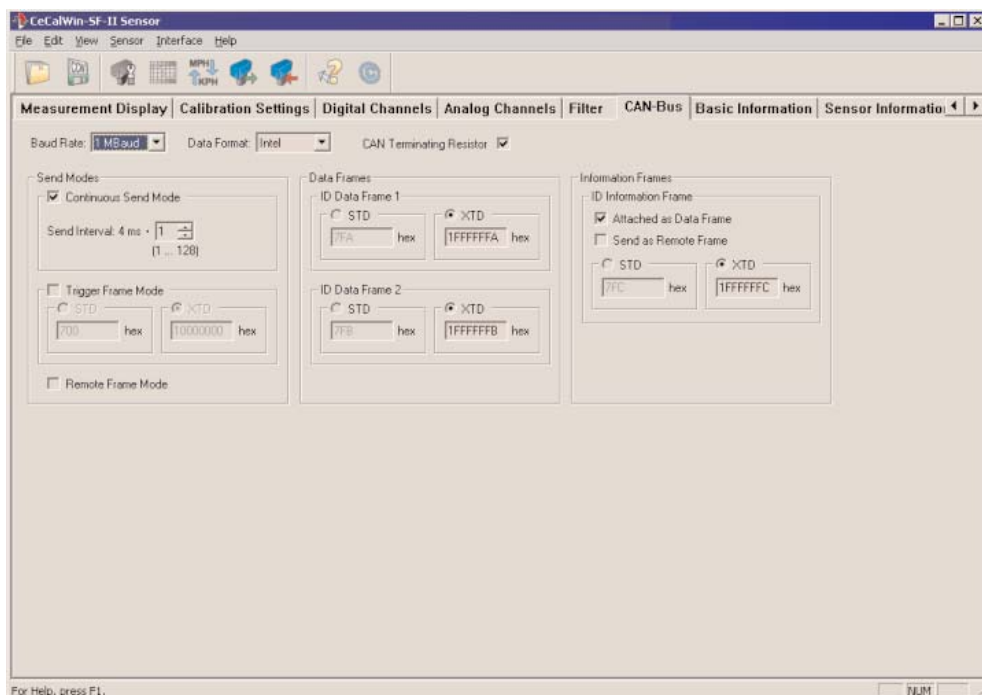 CeCalWin-SF-II Sensor
File Edit View Sensor Interface Help
MPH
KPH
Measurement Display Calibration Settings Digital Channels Analog Channels Filter CAN-Bus Basic Information Sensor Information
Baud Rate: 1 MBaud Data Format: Intel CAN Terminating Resistor
Send Modes
Continuous Send Mode
Send Interval: 4 ms * 1
(1 ... 128)
Trigger Frame Mode
STD XTD
700 hex 10000000 hex
Remote Frame Mode
Data Frames
ID Data Frame 1
STD XTD
7FA hex 1FFFFFFA hex
ID Data Frame 2
STD XTD
7FB hex 1FFFFFFB hex
Information Frames
ID Information Frame
Attached as Data Frame
Send as Remote Frame
STD XTD
7FC hex 1FFFFFFC hex
For Help, press F1. NUM